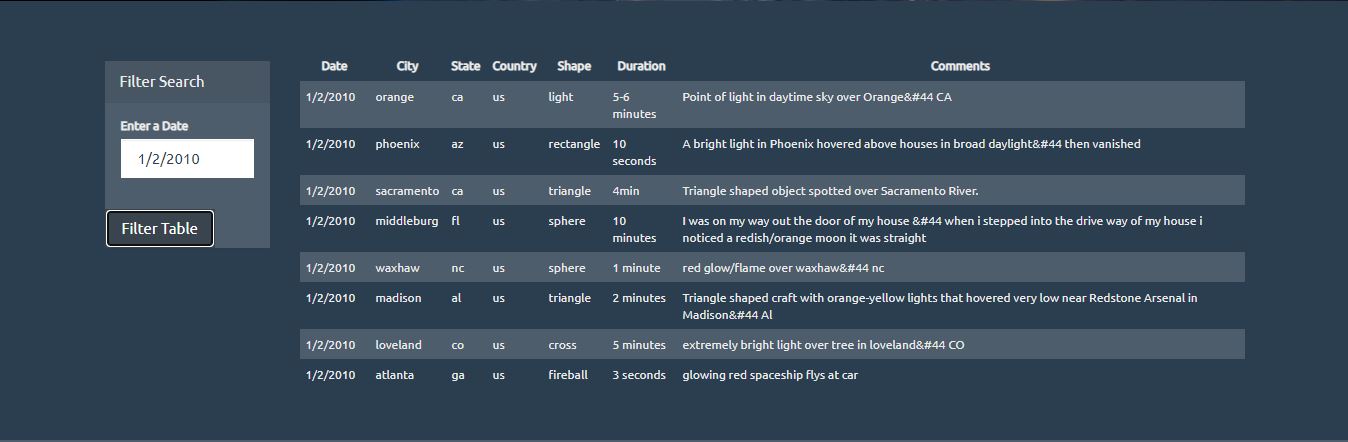 Filter Search
Enter a Date
1/2/2010
Filter Table
Date City State Country Shape Duration Comments
1/2/2010 orange ca us light 5-6 minutes Point of light in daytime sky over Orange&#44 CA
1/2/2010 phoenix az us rectangle 10 seconds A bright light in Phoenix hovered above houses in broad daylight&#44 then vanished
1/2/2010 sacramento ca us triangle 4min Triangle shaped object spotted over Sacramento River.
1/2/2010 middleburg fl us sphere 10 minutes I was on my way out the door of my house &#44 when i stepped into the drive way of my house i
noticed a redish/orange moon it was straight
1/2/2010 waxhaw nc us sphere 1 minute red glow/flame over waxhaw&#44 nc
1/2/2010 madison al us triangle 2 minutes Triangle shaped craft with orange-yellow lights that hovered very low near Redstone Arsenal in
Madison&#44 Al
1/2/2010 loveland co us cross 5 minutes extremely bright light over tree in loveland&#44 CO
1/2/2010 atlanta ga us fireball 3 seconds glowing red spaceship flys at car